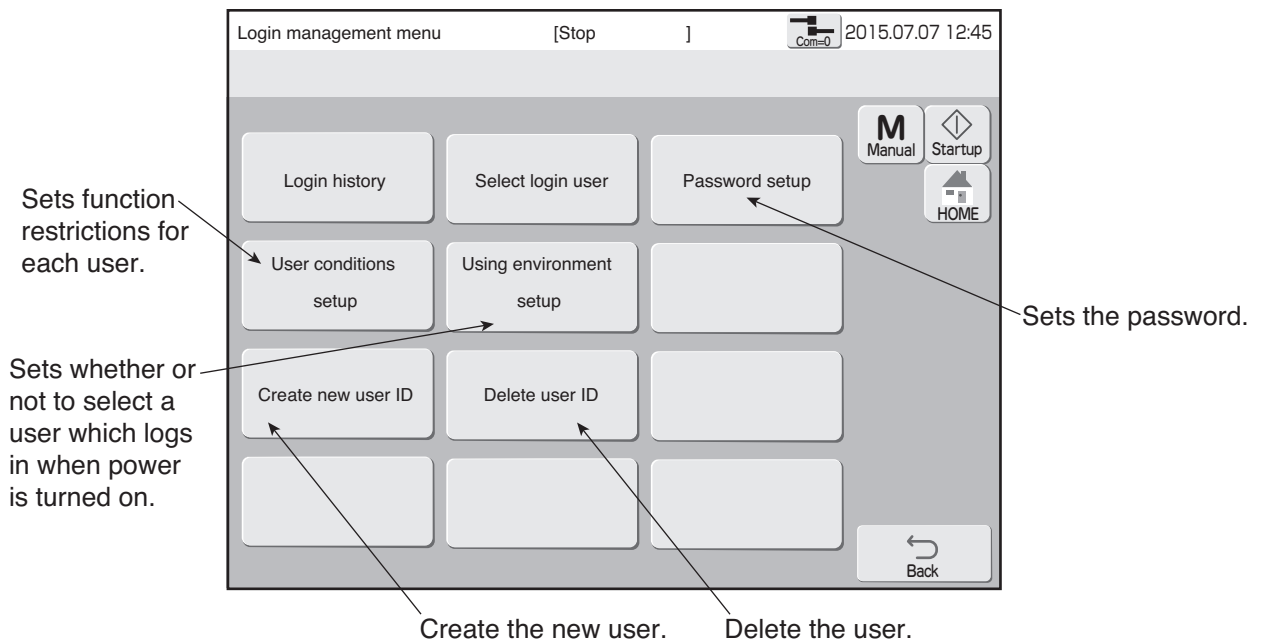 Login management menu [Stop ] Com=0 2015.07.07 12:45
M
Manual
Startup
HOME
Login history
Select login user
Password setup
Sets function
restrictions for
each user.
User conditions
setup
Using environment
setup
Sets the password.
Sets whether or
not to select a
user which logs
in when power
is turned on.
Create new user ID
Delete user ID
Back
Create the new user.
Delete the user.